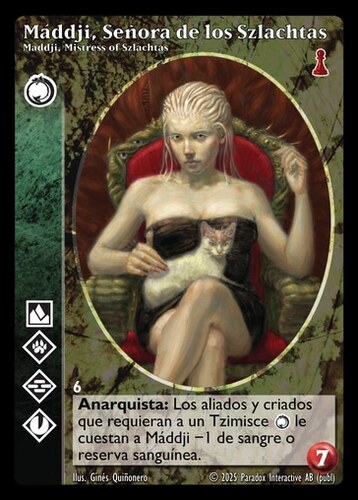 Máddji, Señora de los Szlachtas
Maddji, Mistress of Szlachtas
6
Anarquista: Los aliados y criados
que requieran a un Tzimisce le
cuestan a Máddji −1 de sangre o
reserva sanguínea.
7
Ilus. Ginés Quiñonero
© 2025 Paradox Interactive AB (publ)